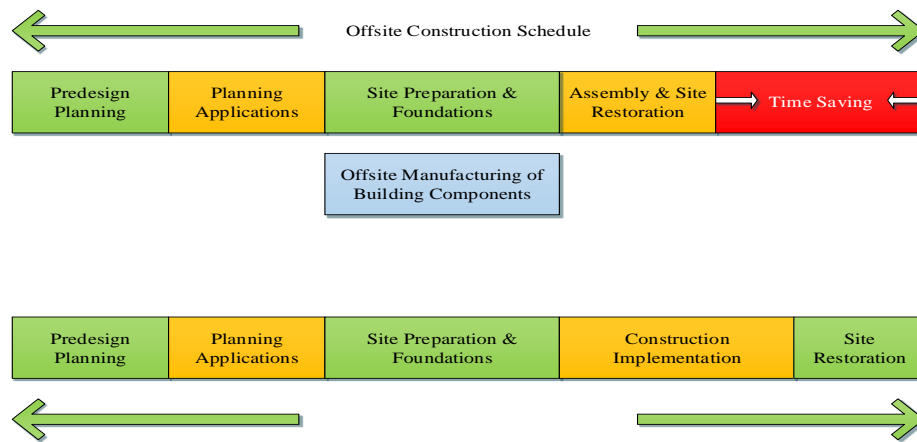 Offsite Construction Schedule
Predesign
Planning
Planning
Applications
Site Preparation &
Foundations
Assembly & Site
Restoration
Time Saving
Offsite Manufacturing of
Building Components
Predesign
Planning
Planning
Applications
Site Preparation &
Foundations
Construction
Implementation
Site
Restoration